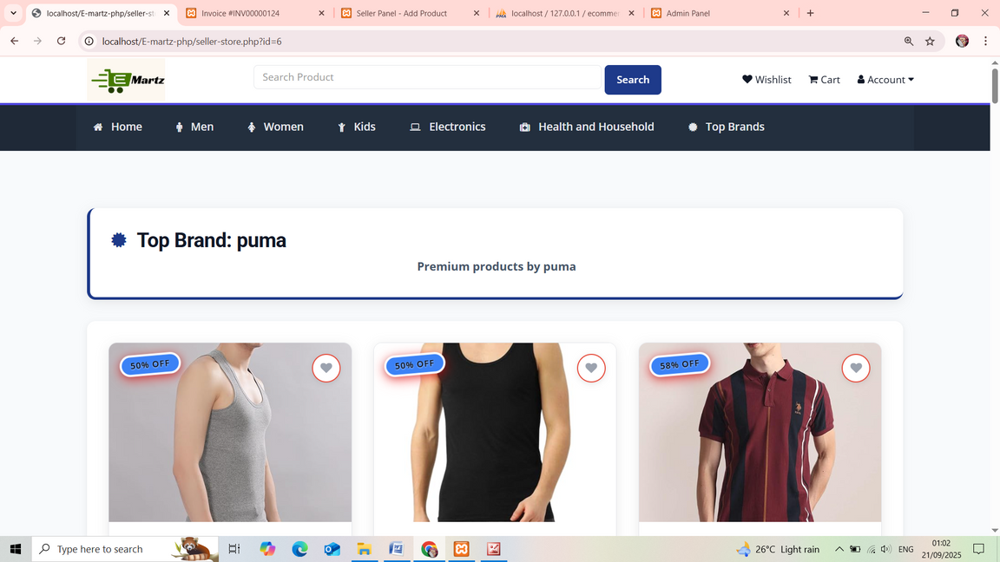 localhost/E-martz-php/seller-st
Invoice #INV00000124
Seller Panel - Add Product
localhost / 127.0.0.1 / ecomme
Admin Panel
localhost/E-martz-php/seller-store.php?id=6
E Martz
Search Product
Search
Wishlist
Cart
Account
Home
Men
Women
Kids
Electronics
Health and Household
Top Brands
Top Brand: puma
Premium products by puma
50% OFF
50% OFF
58% OFF
Type here to search
26°C Light rain
ENG
01:02
21/09/2025